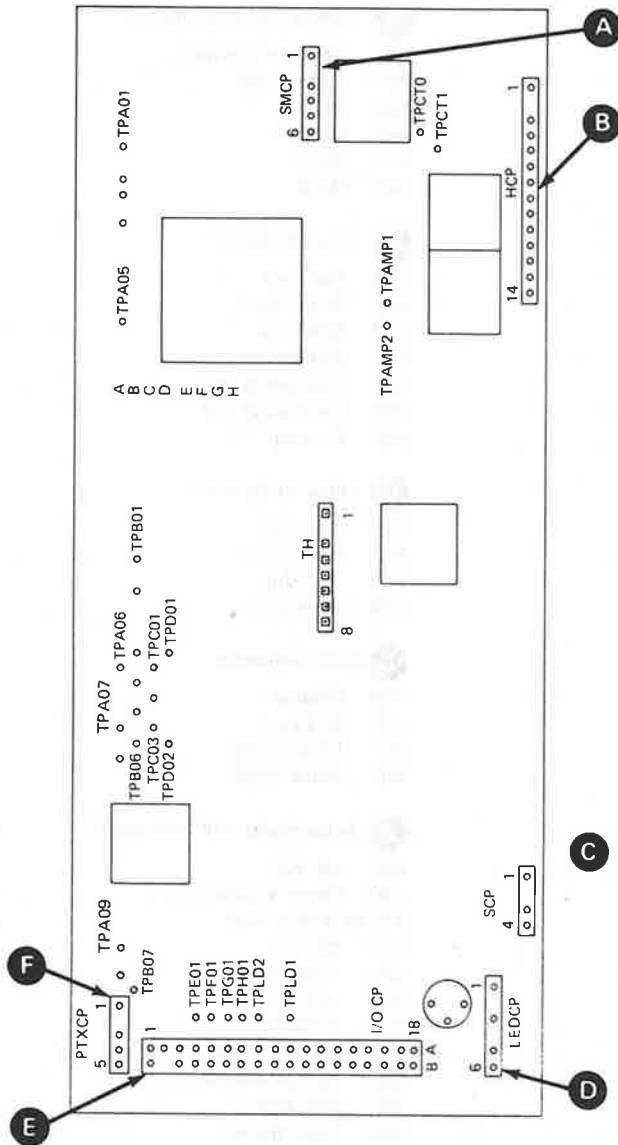 A
1
SMCP
6
TPA01
TPCT0
TPCT1
1
HCP
B
14
TPA05
TPAMP1
TPAMP2
A
B
C
D
E
F
G
H
TPB01
1
TH
8
TPA06
TPC01
TPD01
TPA07
TPB06
TPC03
TPD02
C
1
SCP
4
TPA09
TPB07
F
1
PTXCP
5
TPE01
TPF01
TPG01
TPH01
TPLD2
TPLD1
I/O CP
1
18
A
B
1
LEDCP
6
E
D